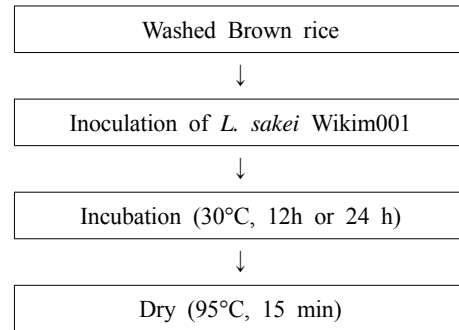 Washed Brown rice
↓
Inoculation of L. sakei Wikim001
↓
Incubation (30°C, 12h or 24 h)
↓
Dry (95°C, 15 min)